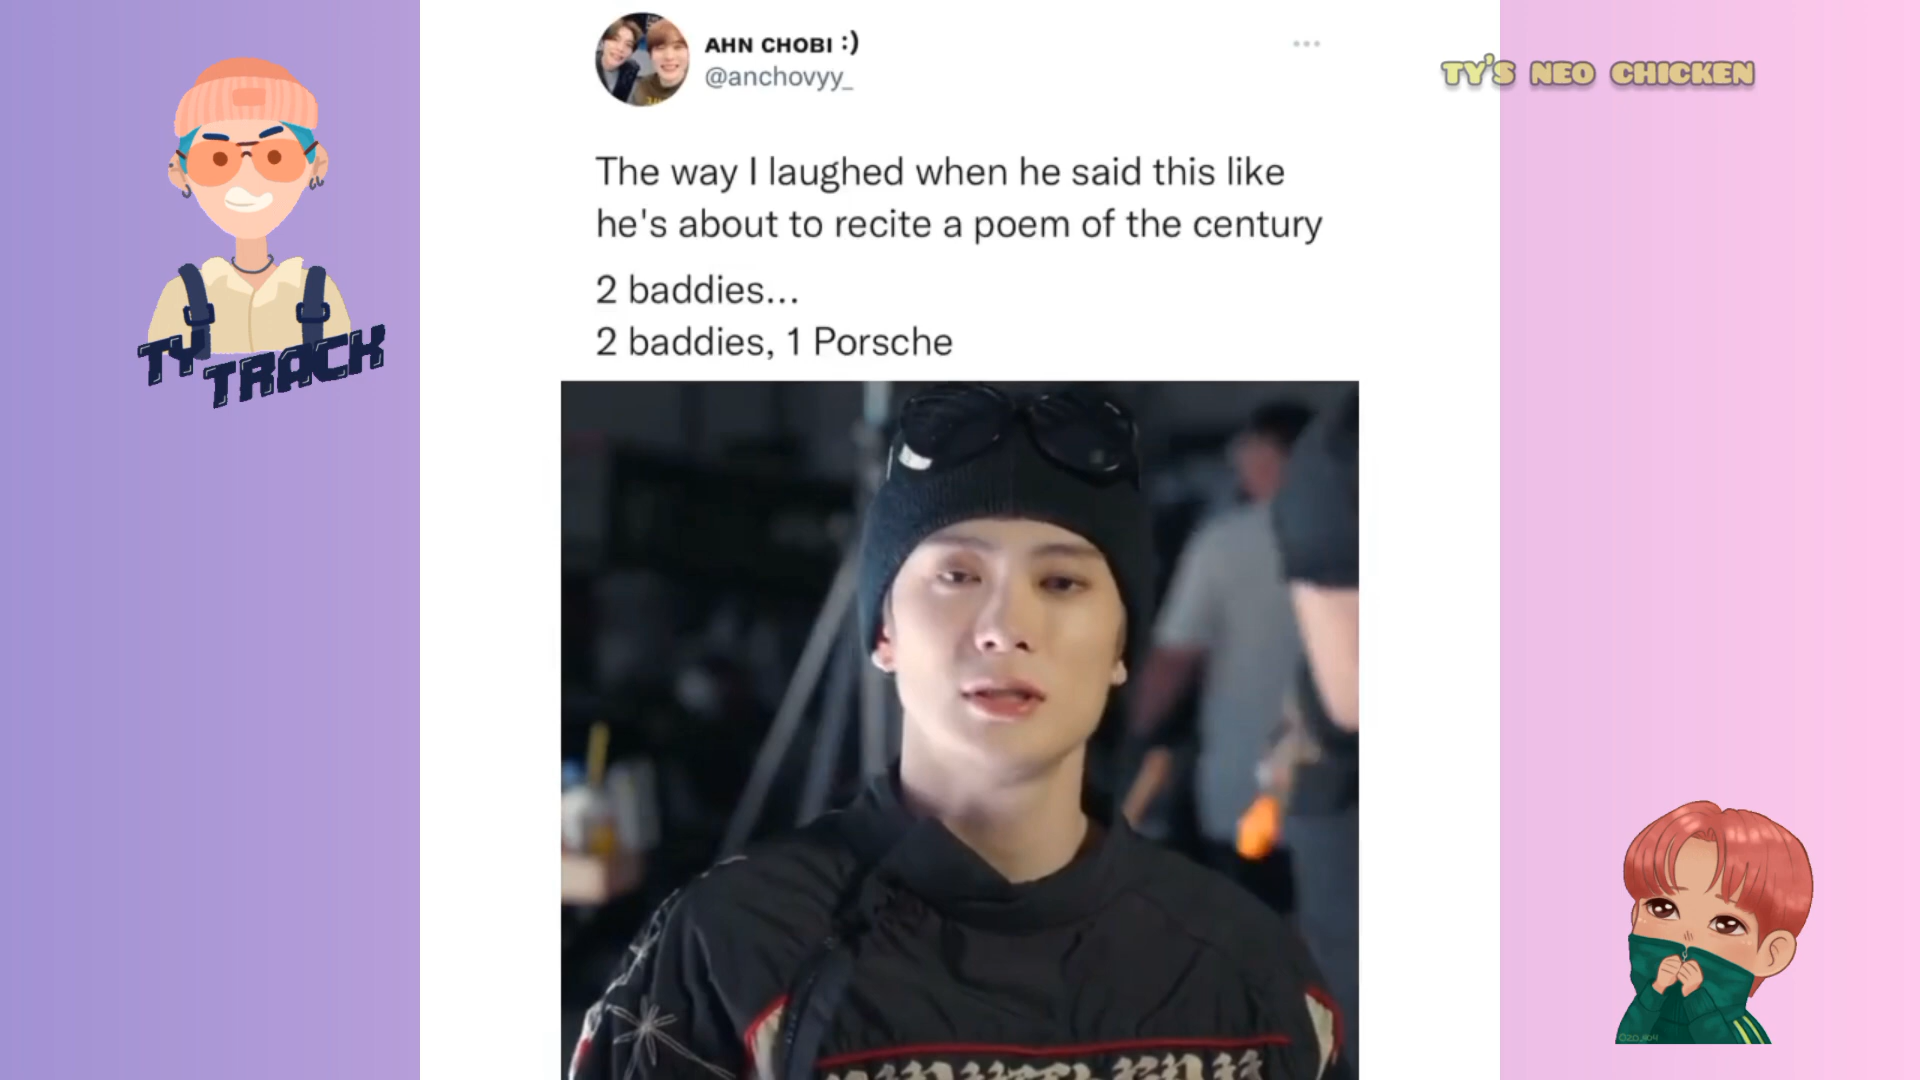 AHN CHOBI :)
@anchovyy_
TY'S NEO CHICKEN
The way I laughed when he said this like
he's about to recite a poem of the century
2 baddies...
2 baddies, 1 Porsche
TY
TRACK